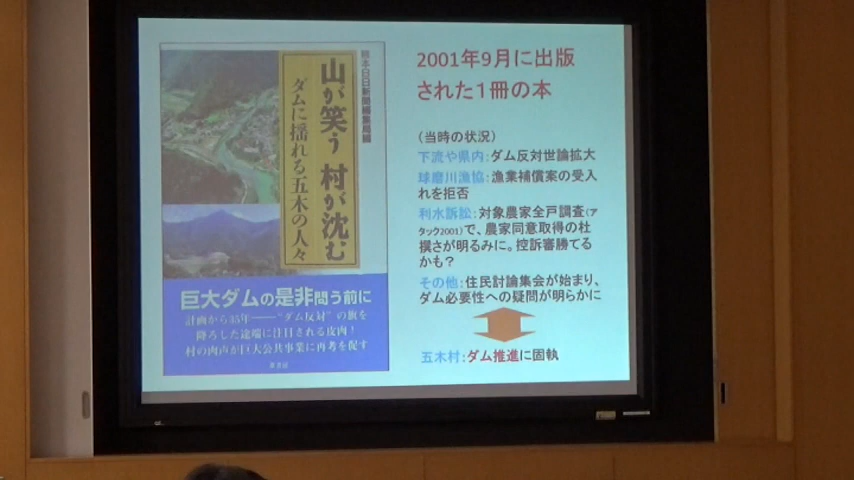 熊本日日新聞編集局編
山が笑う 村が沈む
ダムに揺れる五木の人々
巨大ダムの是非問う前に
計画から35年——“ダム反対”の旗を
降ろした途端に注目される皮肉！
村の肉声が巨大公共事業に再考を促す
葦書房
2001年9月に出版
された１冊の本
（当時の状況）
下流や県内：ダム反対世論拡大
球磨川漁協：漁業補償案の受入
れを拒否
利水訴訟：対象農家全戸調査（ア
タック2001）で、農家同意取得の杜
撰さが明るみに。控訴審勝てる
かも？
その他：住民討論集会が始まり、
ダム必要性への疑問が明らかに
五木村：ダム推進に固執